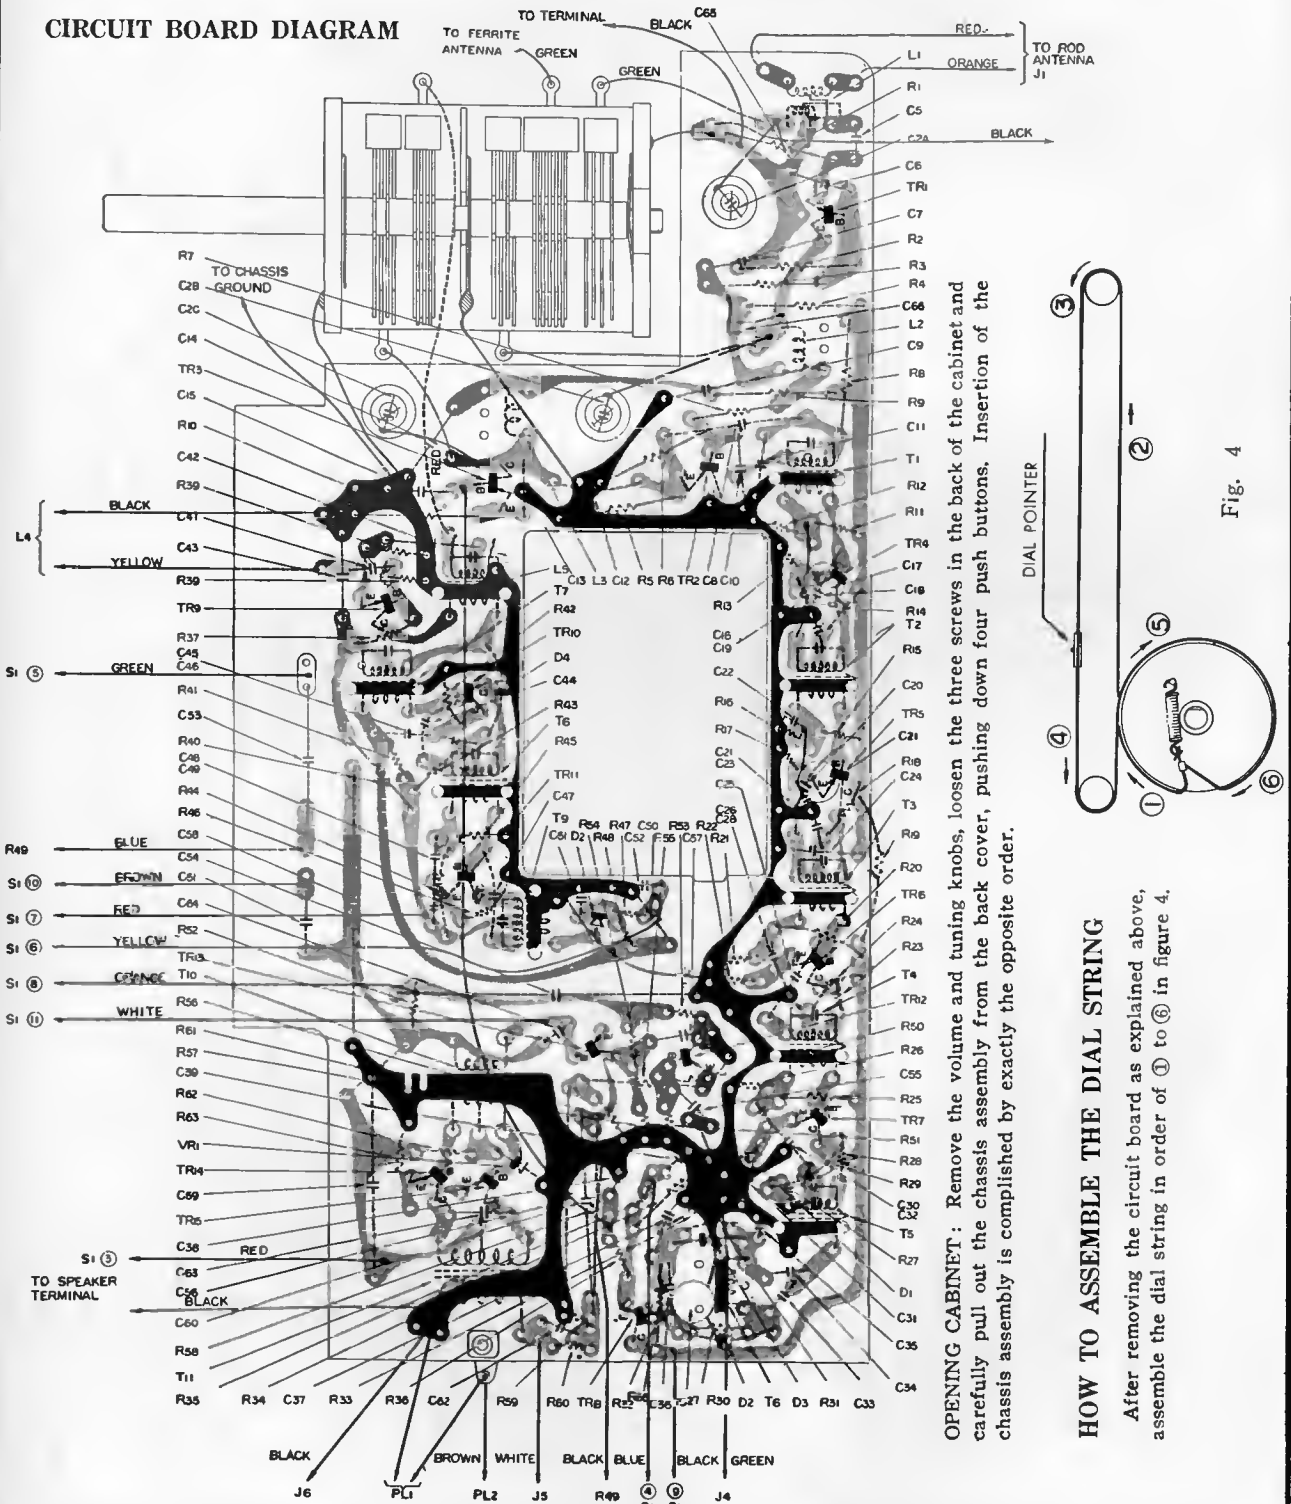 CIRCUIT BOARD DIAGRAM
TO TERMINAL
BLACK
C65
TO FERRITE
ANTENNA
GREEN
GREEN
RED
ORANGE
TO ROD
ANTENNA
J1
BLACK
L1
R1
C5
C2A
C6
TR1
C7
R2
R3
R4
C66
L2
C9
R8
R9
C11
T1
R12
R11
TR4
C17
C18
R14
T2
R15
C20
TR5
C21
R18
C24
T3
R19
R20
TR6
R24
R23
T4
TR12
R50
R26
C55
R25
TR7
R51
R28
R29
C30
C32
T5
R27
D1
C31
C35
C34
R7
TO CHASSIS
GROUND
C2B
C2C
C14
TR3
C15
R10
C42
R39
C41
C43
R39
TR9
R37
C45
C46
R41
C53
R40
C48
C49
R44
R46
C58
C54
C61
C64
R52
TR13
T10
R56
R61
R57
C39
R62
R63
VR1
TR14
C69
TR15
C38
C63
C56
C60
R58
T11
R35
L4
BLACK
YELLOW
S1 ⑤
GREEN
R49
BLUE
S1 ⑩
BROWN
S1 ⑦
RED
S1 ⑥
YELLOW
S1 ⑧
ORANGE
S1 ⑪
WHITE
S1 ③
RED
TO SPEAKER
TERMINAL
BLACK
RED
L5
T7
R42
TR10
D4
C44
R43
T6
R45
TR11
C47
T9
C13 L3 C12 R5 R6 TR2 C8 C10
R13
C16
C19
C22
R16
R17
C21
C23
C25
C26
C28
C51 D2 R54 R48 R47 C52 C50 R53 C57 R22 R21
R34 C37 R33 R36 C62 R59 R60 TR8 R30 D2 T6 D3 R31 C33
BLACK
BROWN
WHITE
BLACK
BLUE
BLACK
GREEN
J6
PL1
PL2
J5
R49
④
⑨
J4
OPENING CABINET : Remove the volume and tuning knobs, loosen the three screws in the back of the cabinet and
carefully pull out the chassis assembly from the back cover, pushing down four push buttons. Insertion of the
chassis assembly is complished by exactly the opposite order.
HOW TO ASSEMBLE THE DIAL STRING
After removing the circuit board as explained above,
assemble the dial string in order of ① to ⑥ in figure 4.
DIAL POINTER
①
②
③
④
⑤
⑥
Fig. 4